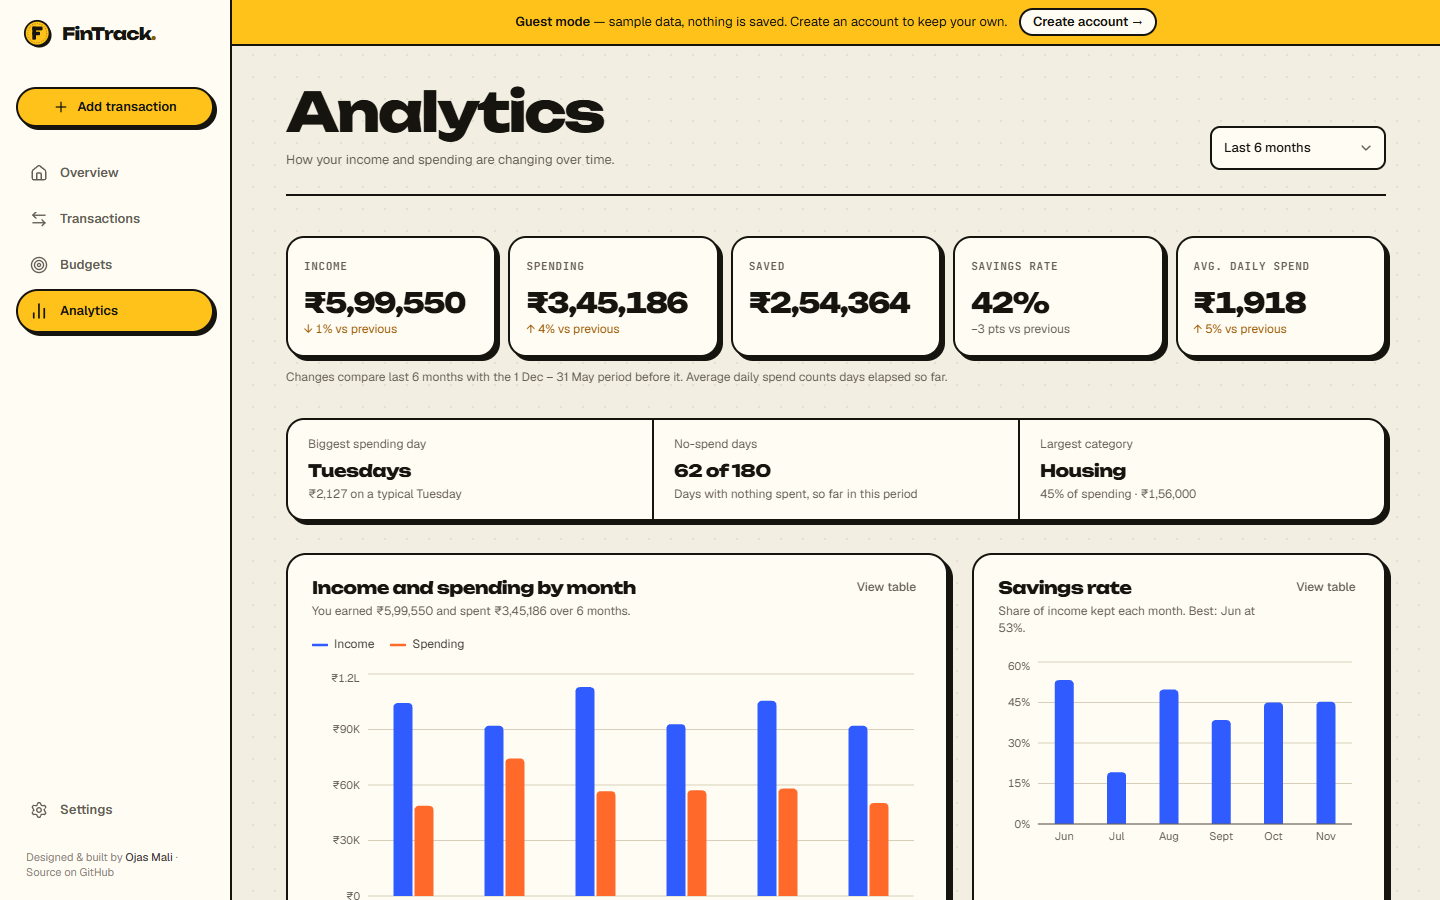 FinTrack.
Guest mode — sample data, nothing is saved. Create an account to keep your own.
Create account →
Add transaction
Overview
Transactions
Budgets
Analytics
Settings
Designed & built by Ojas Mali ·
Source on GitHub
Analytics
How your income and spending are changing over time.
Last 6 months
INCOME
₹5,99,550
↓ 1% vs previous
SPENDING
₹3,45,186
↑ 4% vs previous
SAVED
₹2,54,364
SAVINGS RATE
42%
−3 pts vs previous
AVG. DAILY SPEND
₹1,918
↑ 5% vs previous
Changes compare last 6 months with the 1 Dec – 31 May period before it. Average daily spend counts days elapsed so far.
Biggest spending day
Tuesdays
₹2,127 on a typical Tuesday
No-spend days
62 of 180
Days with nothing spent, so far in this period
Largest category
Housing
45% of spending · ₹1,56,000
Income and spending by month
View table
You earned ₹5,99,550 and spent ₹3,45,186 over 6 months.
Income
Spending
₹1.2L
₹90K
₹60K
₹30K
₹0
Savings rate
View table
Share of income kept each month. Best: Jun at
53%.
60%
45%
30%
15%
0%
Jun
Jul
Aug
Sept
Oct
Nov